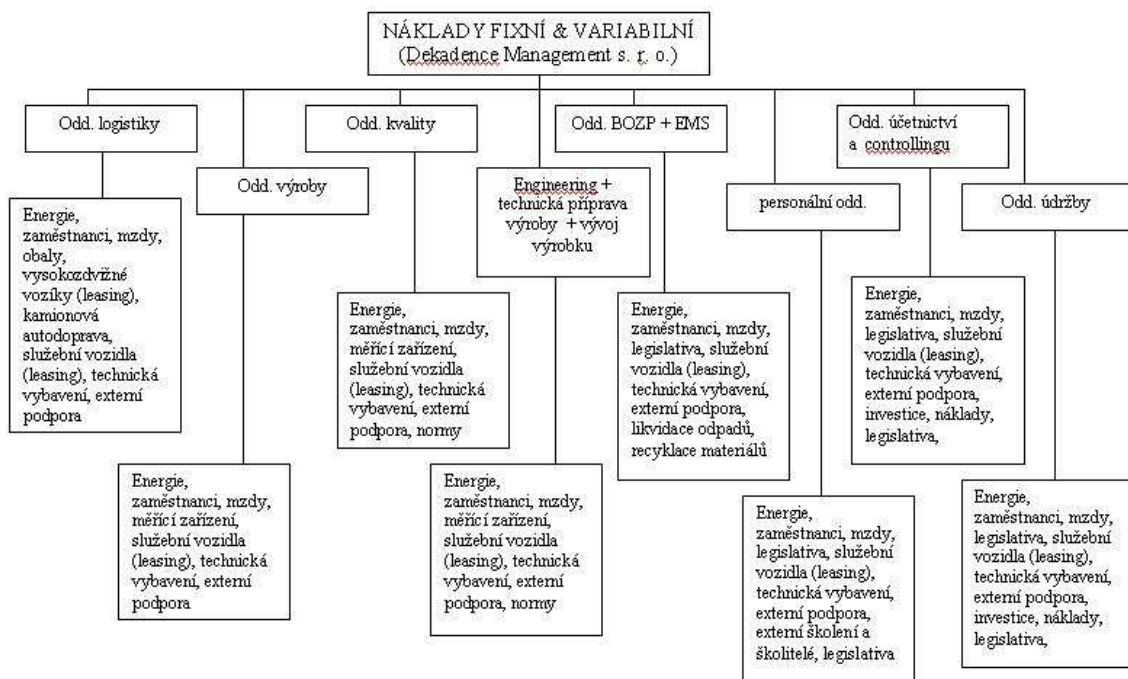 NÁKLADY FIXNÍ & VARIABILNÍ
(Dekadence Management s. r. o.)
Odd. logistiky
Odd. výroby
Odd. kvality
Engineering +
technická příprava
výroby + vývoj
výrobku
Odd. BOZP + EMS
personální odd.
Odd. účetnictví
a controllingu
Odd. údržby
Energie,
zaměstnanci, mzdy,
obaly,
vysokozdvižné
vozíky (leasing),
kamionová
autodoprava,
služební vozidla
(leasing), technická
vybavení, externí
podpora
Energie,
zaměstnanci, mzdy,
měřící zařízení,
služební vozidla
(leasing), technická
vybavení, externí
podpora
Energie,
zaměstnanci, mzdy,
měřící zařízení,
služební vozidla
(leasing), technická
vybavení, externí
podpora, normy
Energie,
zaměstnanci, mzdy,
měřící zařízení,
služební vozidla
(leasing), technická
vybavení, externí
podpora, normy
Energie,
zaměstnanci, mzdy,
legislativa, služební
vozidla (leasing),
technická vybavení,
externí podpora,
likvidace odpadů,
recyklace materiálů
Energie,
zaměstnanci, mzdy,
legislativa, služební
vozidla (leasing),
technická vybavení,
externí podpora,
externí školení a
školitelé, legislativa
Energie,
zaměstnanci, mzdy,
legislativa, služební
vozidla (leasing),
technická vybavení,
externí podpora,
investice, náklady,
legislativa,
Energie,
zaměstnanci, mzdy,
legislativa, služební
vozidla (leasing),
technická vybavení,
externí podpora,
investice, náklady,
legislativa,